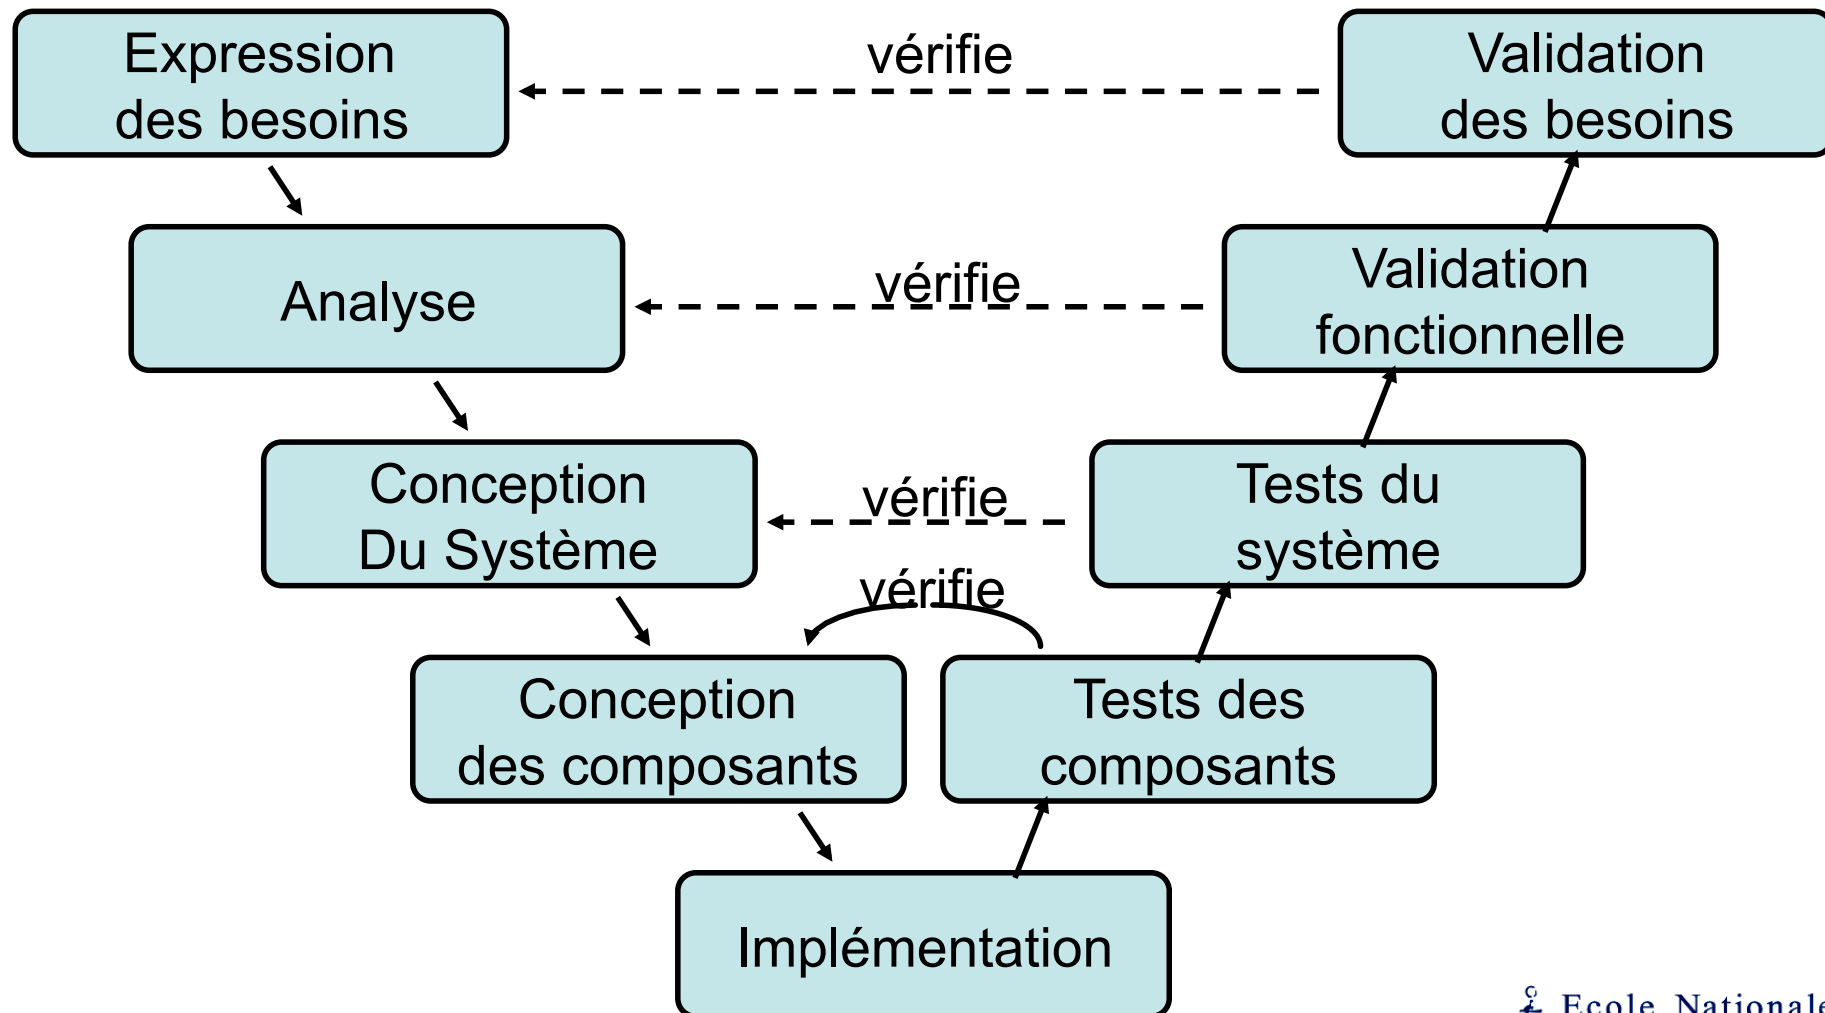 Expression
des besoins
vérifie
Validation
des besoins
Analyse
vérifie
Validation
fonctionnelle
Conception
Du Système
vérifie
Tests du
système
vérifie
Conception
des composants
Tests des
composants
Implémentation
Ecole Nationale